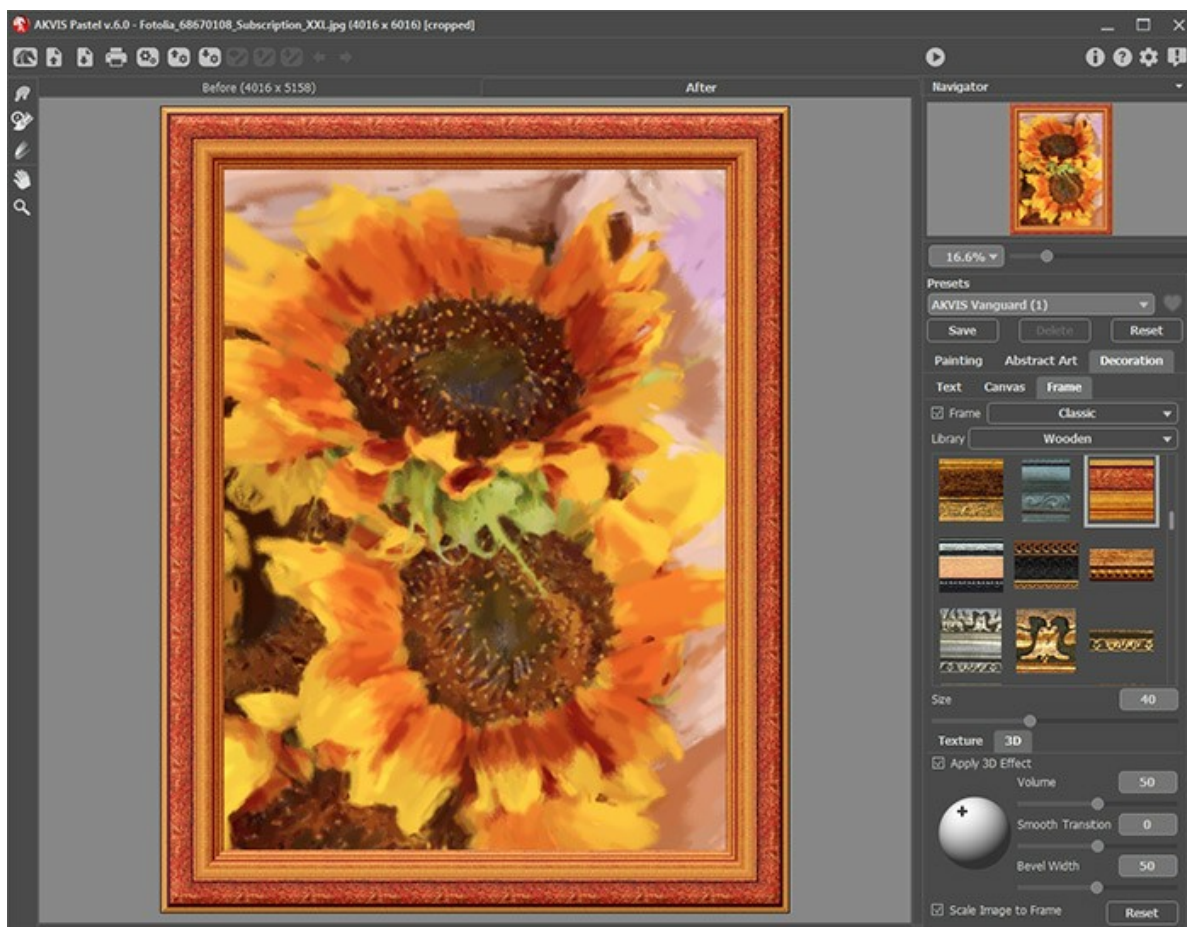 AKVIS Pastel v.6.0 - Fotolia_68670108_Subscription_XXL.jpg (4016 x 6016) [cropped]
Before (4016 x 5158)
After
Navigator
16.6%
Presets
AKVIS Vanguard (1)
Save Delete Reset
Painting Abstract Art Decoration
Text Canvas Frame
Frame Classic
Library Wooden
Size 40
Texture 3D
Apply 3D Effect
Volume 50
Smooth Transition 0
Bevel Width 50
Scale Image to Frame Reset